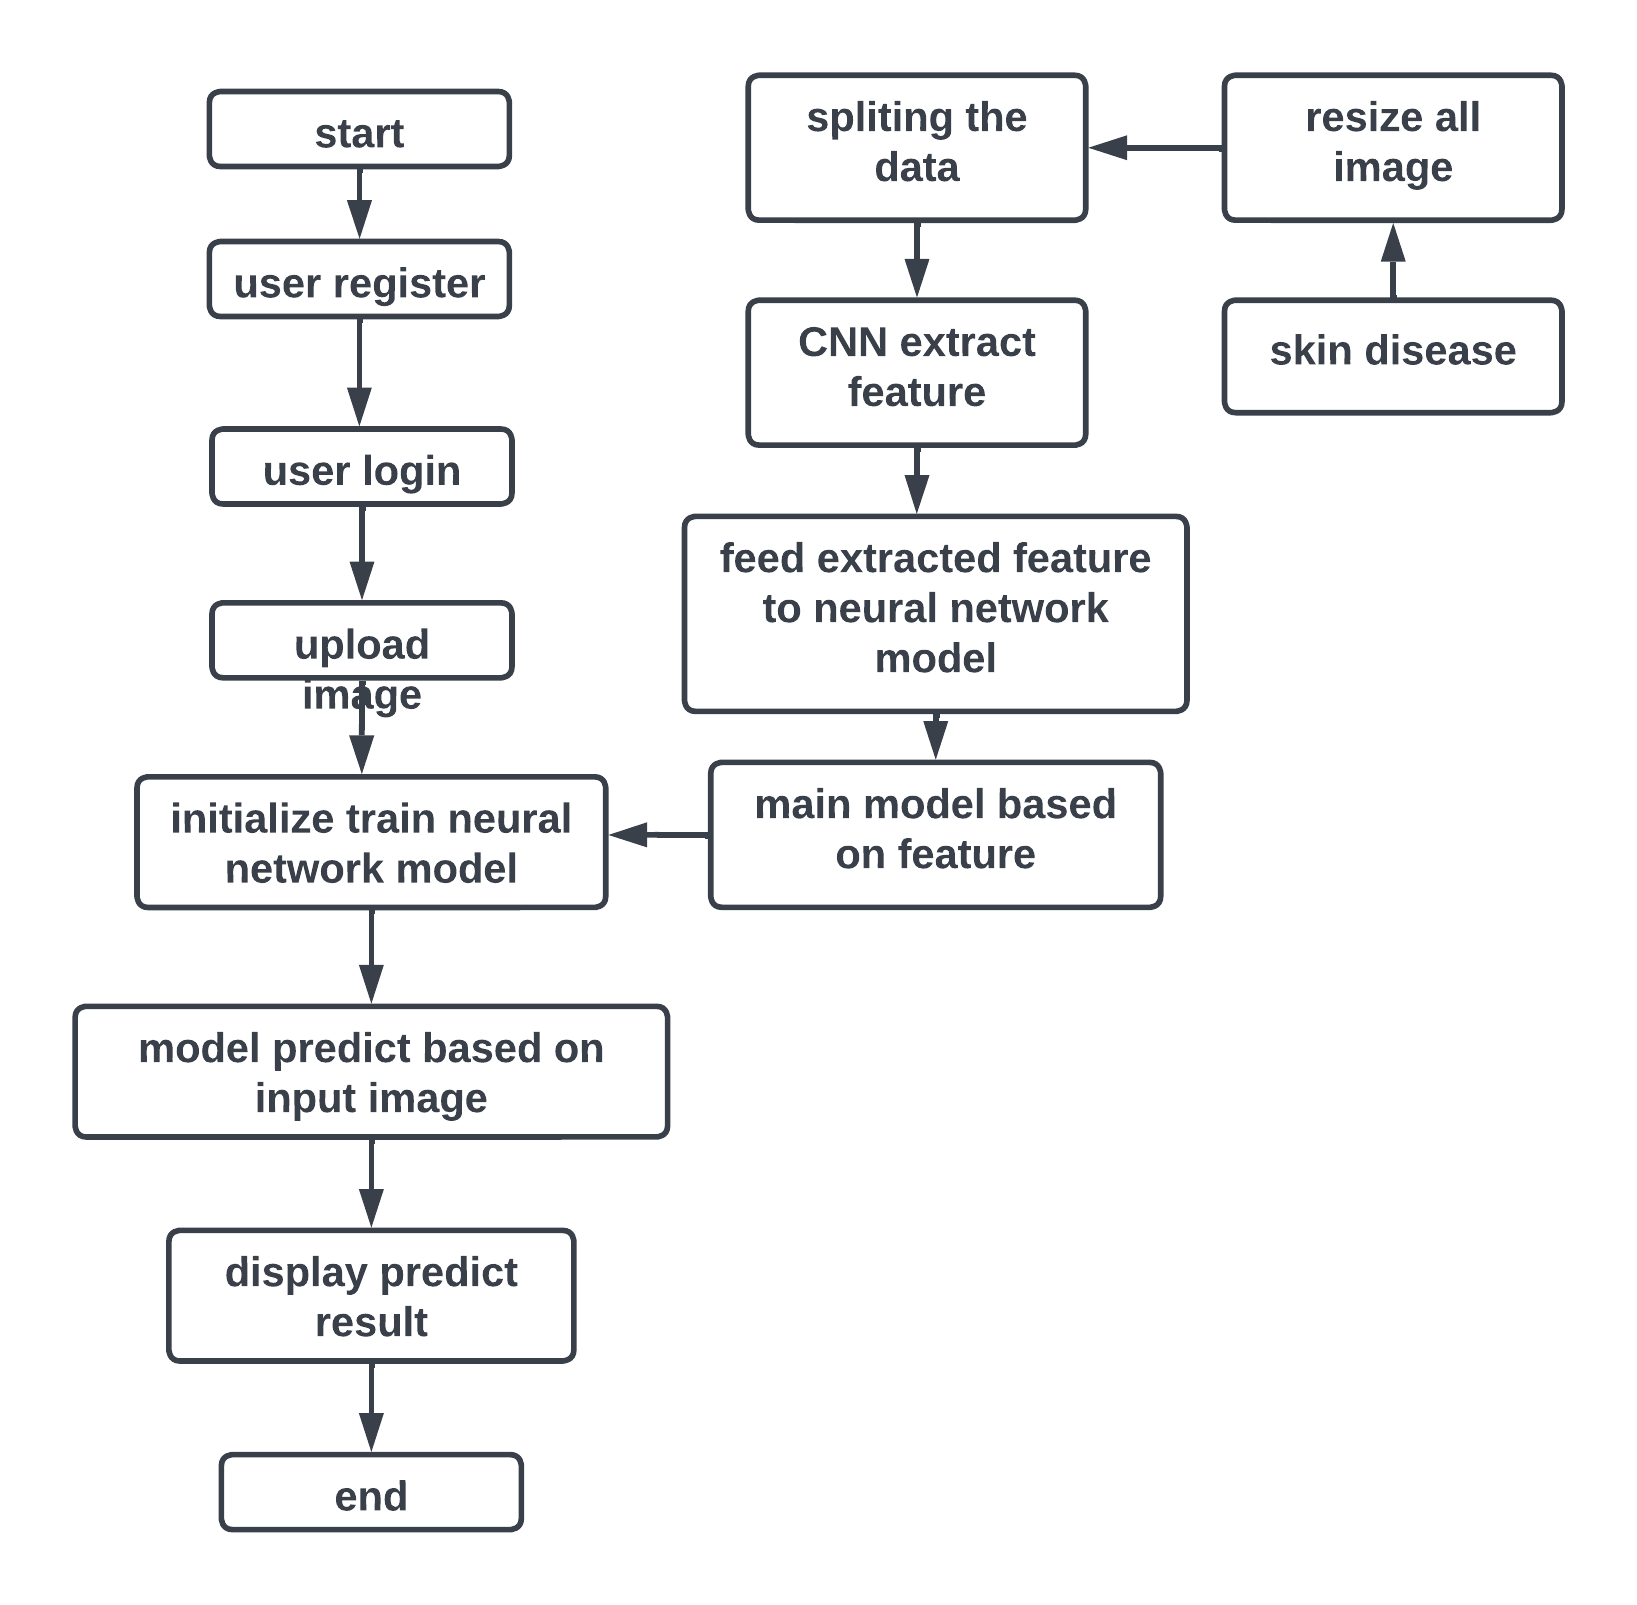 start
user register
user login
upload
image
initialize train neural
network model
model predict based on
input image
display predict
result
end
spliting the
data
CNN extract
feature
feed extracted feature
to neural network
model
main model based
on feature
resize all
image
skin disease